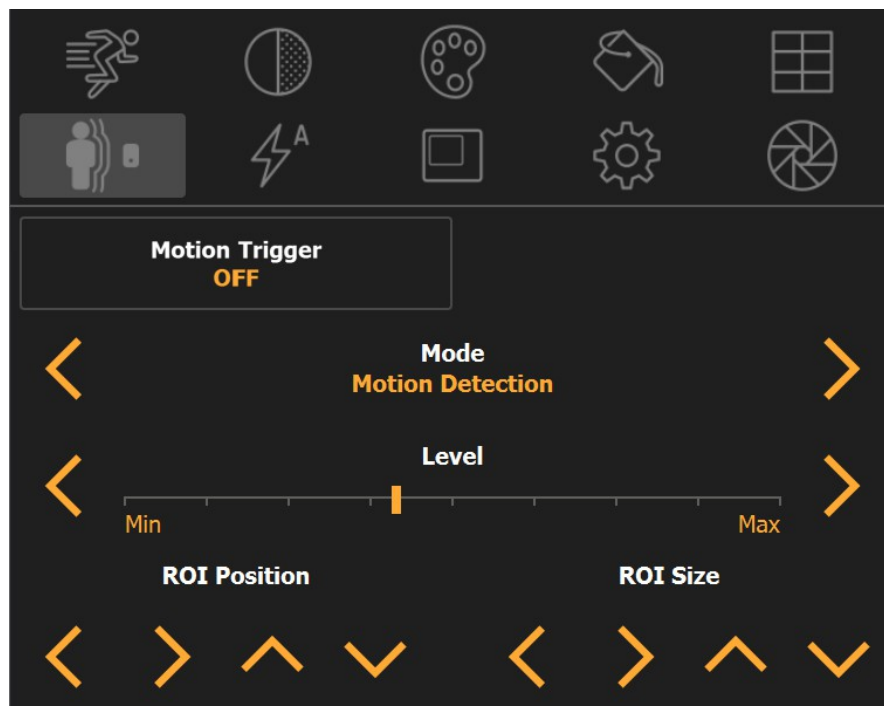 A
Motion Trigger
OFF
Mode
Motion Detection
Level
Min
Max
ROI Position
ROI Size